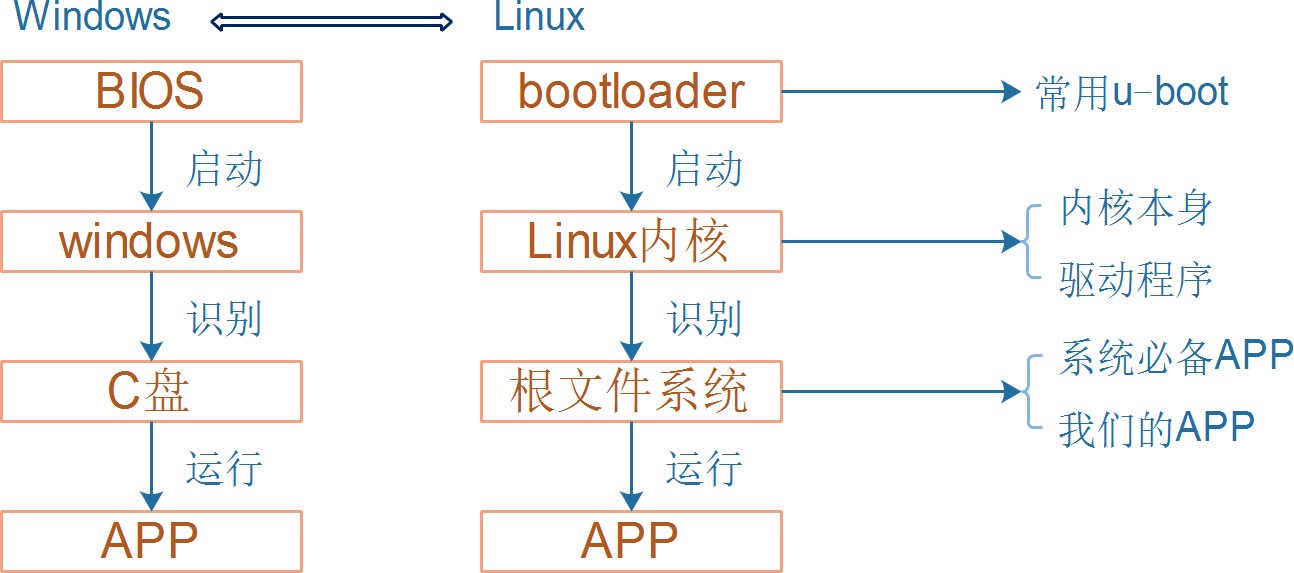 Windows
Linux
BIOS
bootloader
常用u-boot
启动
启动
windows
Linux内核
内核本身
驱动程序
识别
识别
C盘
根文件系统
系统必备APP
我们的APP
运行
运行
APP
APP